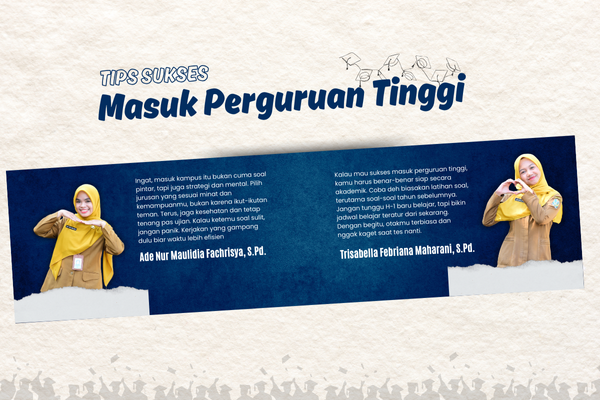 TIPS SUKSES
Masuk Perguruan Tinggi
Ingat, masuk kampus itu bukan cuma soal
pintar, tapi juga strategi dan mental. Pilih
jurusan yang sesuai minat dan
kemampuanmu, bukan karena ikut-ikutan
teman. Terus, jaga kesehatan dan tetap
tenang pas ujian. Kalau ketemu soal sulit,
jangan panik. Kerjakan yang gampang
dulu biar waktu lebih efisien
Ade Nur Maulidia Fachrisya, S.Pd.
Kalau mau sukses masuk perguruan tinggi,
kamu harus benar-benar siap secara
akademik. Coba deh biasakan latihan soal,
terutama soal-soal tahun sebelumnya.
Jangan tunggu H-1 baru belajar, tapi bikin
jadwal belajar teratur dari sekarang.
Dengan begitu, otakmu terbiasa dan
nggak kaget saat tes nanti.
Trisabella Febriana Maharani, S.Pd.